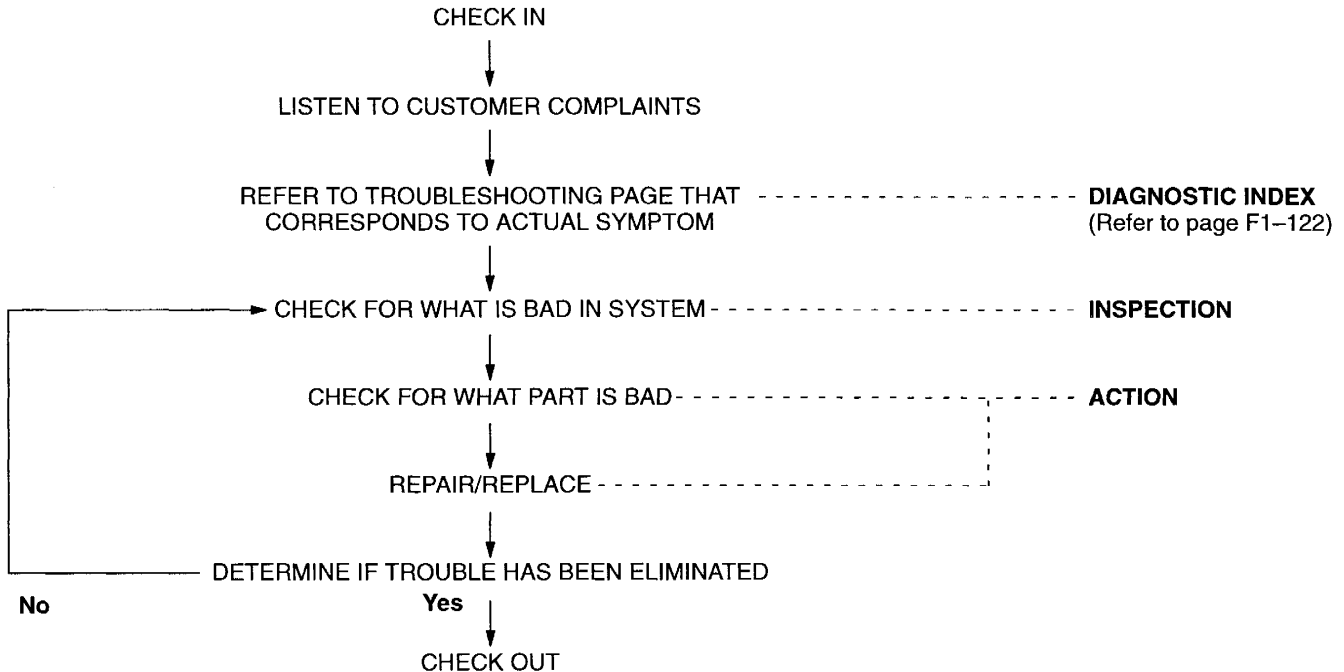 CHECK IN
LISTEN TO CUSTOMER COMPLAINTS
REFER TO TROUBLESHOOTING PAGE THAT
CORRESPONDS TO ACTUAL SYMPTOM
DIAGNOSTIC INDEX
(Refer to page F1–122)
CHECK FOR WHAT IS BAD IN SYSTEM
INSPECTION
CHECK FOR WHAT PART IS BAD
ACTION
REPAIR/REPLACE
DETERMINE IF TROUBLE HAS BEEN ELIMINATED
No
Yes
CHECK OUT